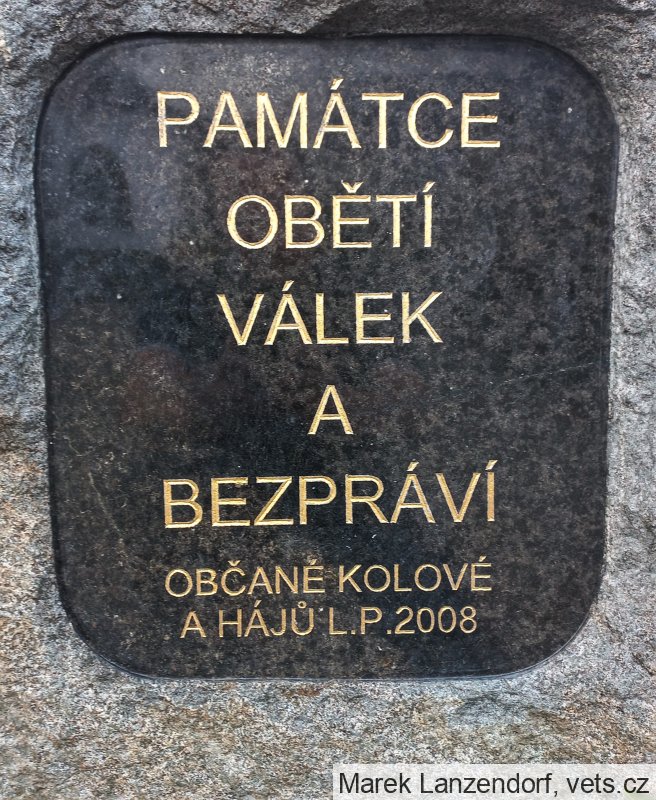 PAMÁTCE
OBĚTÍ
VÁLEK
A
BEZPRÁVÍ
OBČANÉ KOLOVÉ
A HÁJŮ L.P.2008
Marek Lanzendorf, vets.cz